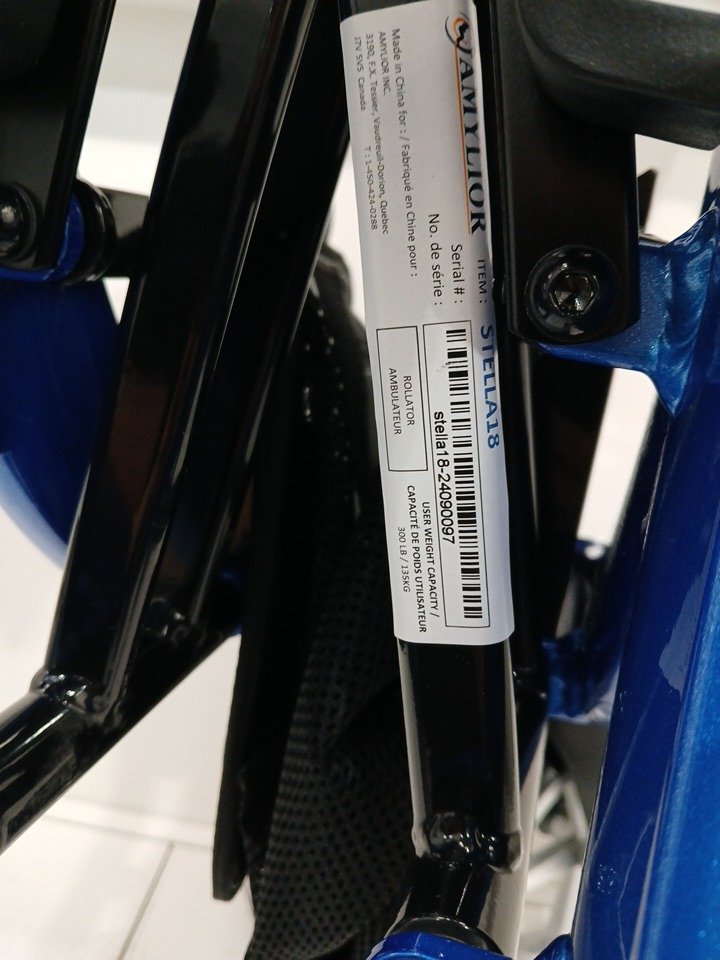 AMYLIOR
ITEM : STELLA18
Serial # :
No. de série :
stella18-24090097
Made in China for : / Fabriqué en Chine pour :
AMYLIOR INC.
3190, F.X. Tessier, Vaudreuil-Dorion, Quebec
J7V 5V5 Canada T : 1-450-424-0288
ROLLATOR
AMBULATEUR
USER WEIGHT CAPACITY /
CAPACITÉ DE POIDS UTILISATEUR
300 LB / 135KG